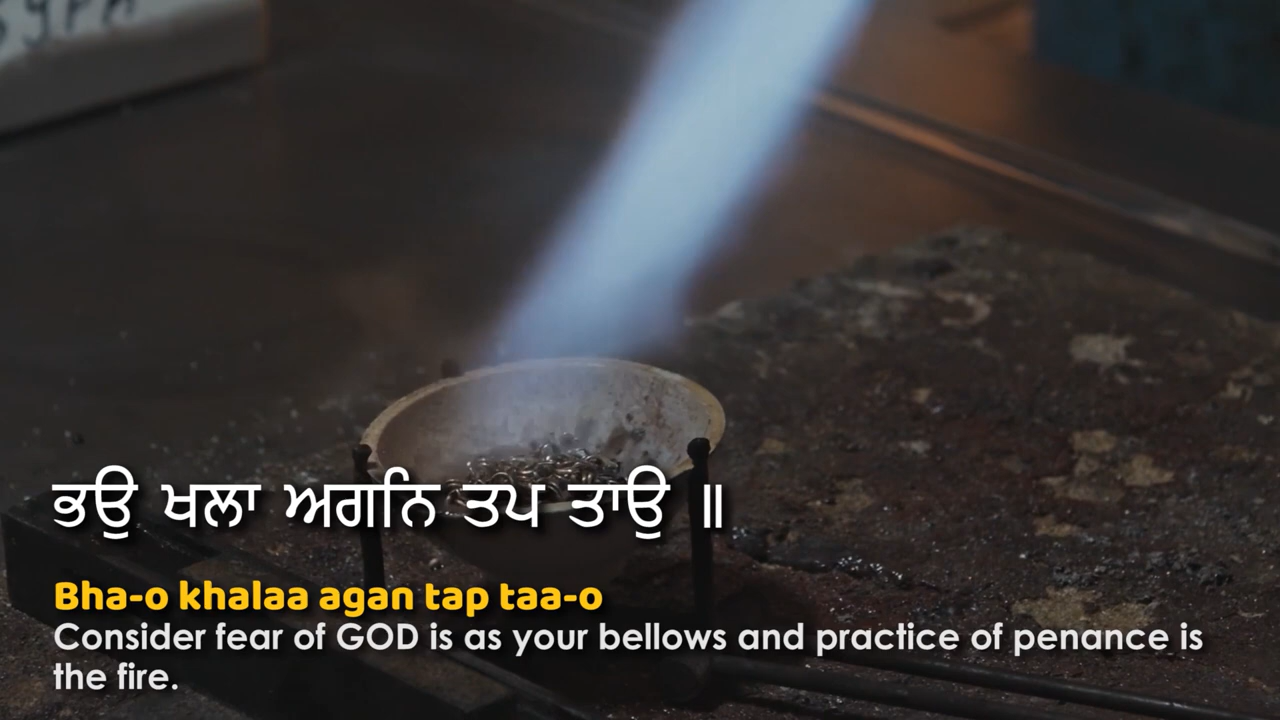 ਭਉ ਖਲਾ ਅਗਨਿ ਤਪ ਤਾਉ ॥
Bha-o khalaa agan tap taa-o
Consider fear of GOD is as your bellows and practice of penance is
the fire.